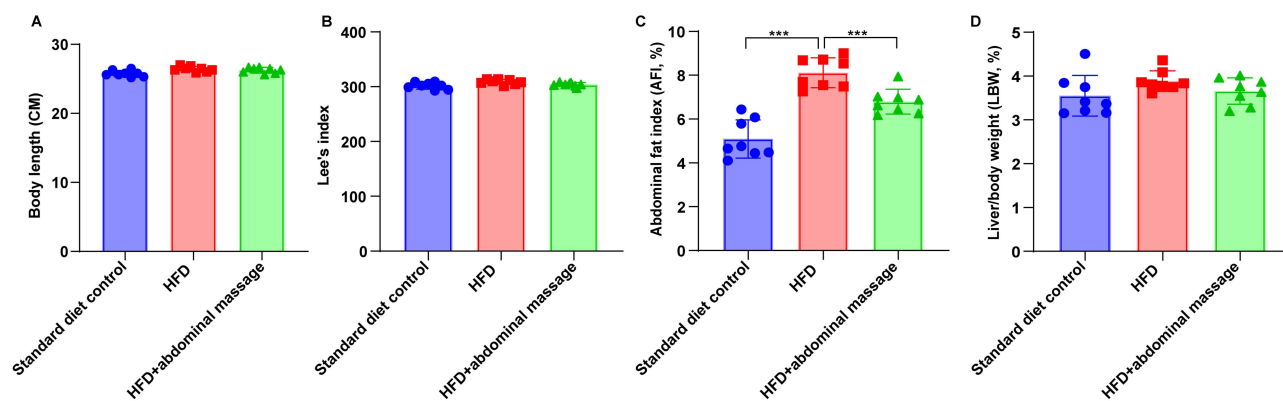 A
Body length (CM)
30
20
10
0
Standard diet control
HFD
HFD+abdominal massage
B
Lee's index
400
300
200
100
0
Standard diet control
HFD
HFD+abdominal massage
C
Abdominal fat index (AFI, %)
10
8
6
4
2
0
***
***
Standard diet control
HFD
HFD+abdominal massage
D
Liver/body weight (LBW, %)
5
4
3
2
1
0
Standard diet control
HFD
HFD+abdominal massage